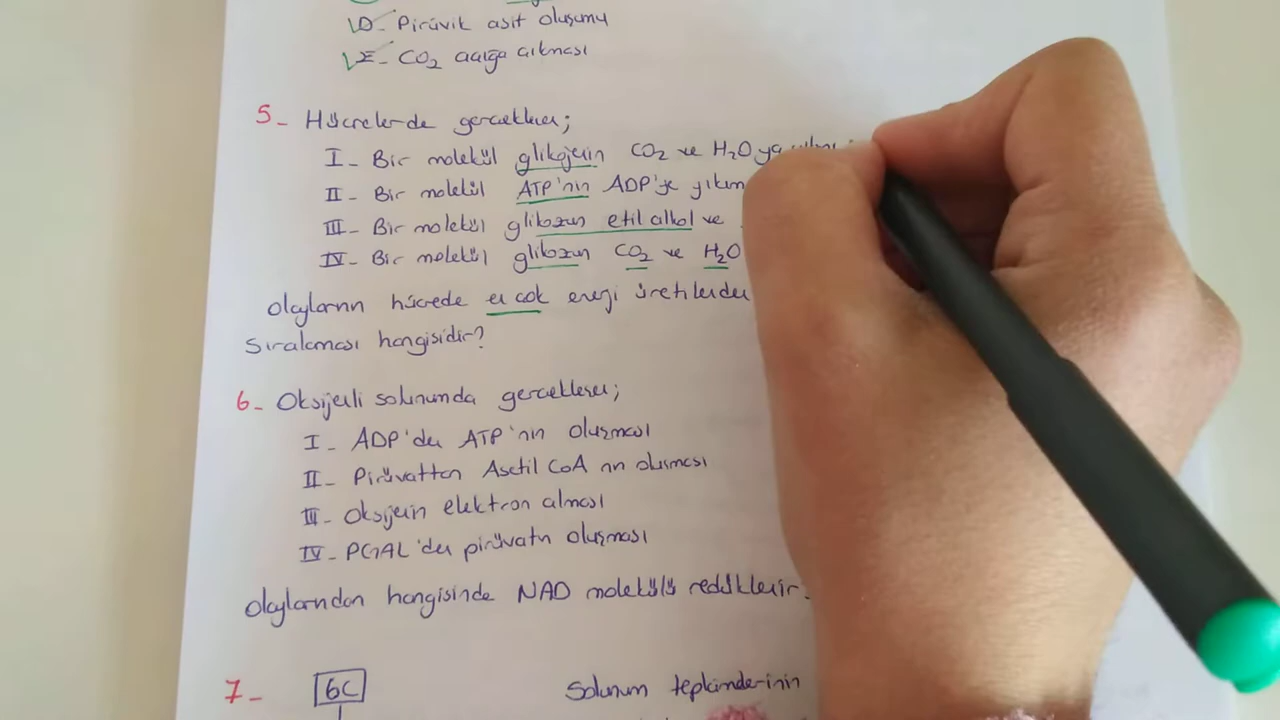 D- Pirüvik asit oluşumu
E- CO2 açığa çıkması
5- Hücrelerde gerçekleşen;
I- Bir molekül glikojenin CO2 ve H2O ya
II- Bir molekül ATP'nin ADP'ye
III- Bir molekül glikozun etil alkol ve
IV- Bir molekül glikozun CO2 ve H2O
olayların hücrede en çok enerji üretilenden
sıralaması hangisidir?
6- Oksijenli solunumda gerçekleşen;
I- ADP'den ATP'nin oluşması
II- Pirüvattan Asetil CoA nın oluşması
III- Oksijenin elektron alması
IV- PGAL'den pirüvatın oluşması
olaylarından hangisinde NAD molekülü redüklenir
7- 6C Solunum tepkimelerinin